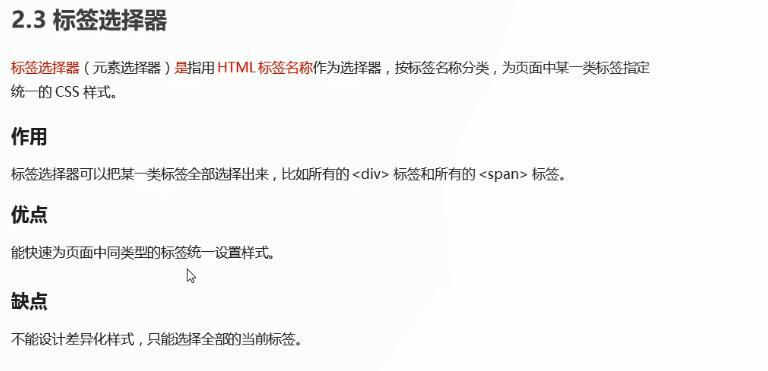 2.3 标签选择器
标签选择器（元素选择器）是指用 HTML 标签名称作为选择器，按标签名称分类，为页面中某一类标签指定
统一的 CSS 样式。
作用
标签选择器可以把某一类标签全部选择出来，比如所有的 <div> 标签和所有的 <span> 标签。
优点
能快速为页面中同类型的标签统一设置样式。
缺点
不能设计差异化样式，只能选择全部的当前标签。